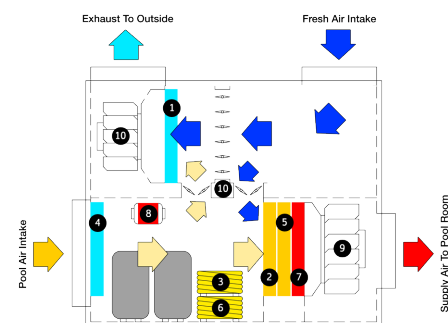 Exhaust To Outside
Fresh Air Intake
1
10
10
4
8
5
Pool Air Intake
Supply Air To Pool Room
9
2
7
3
6